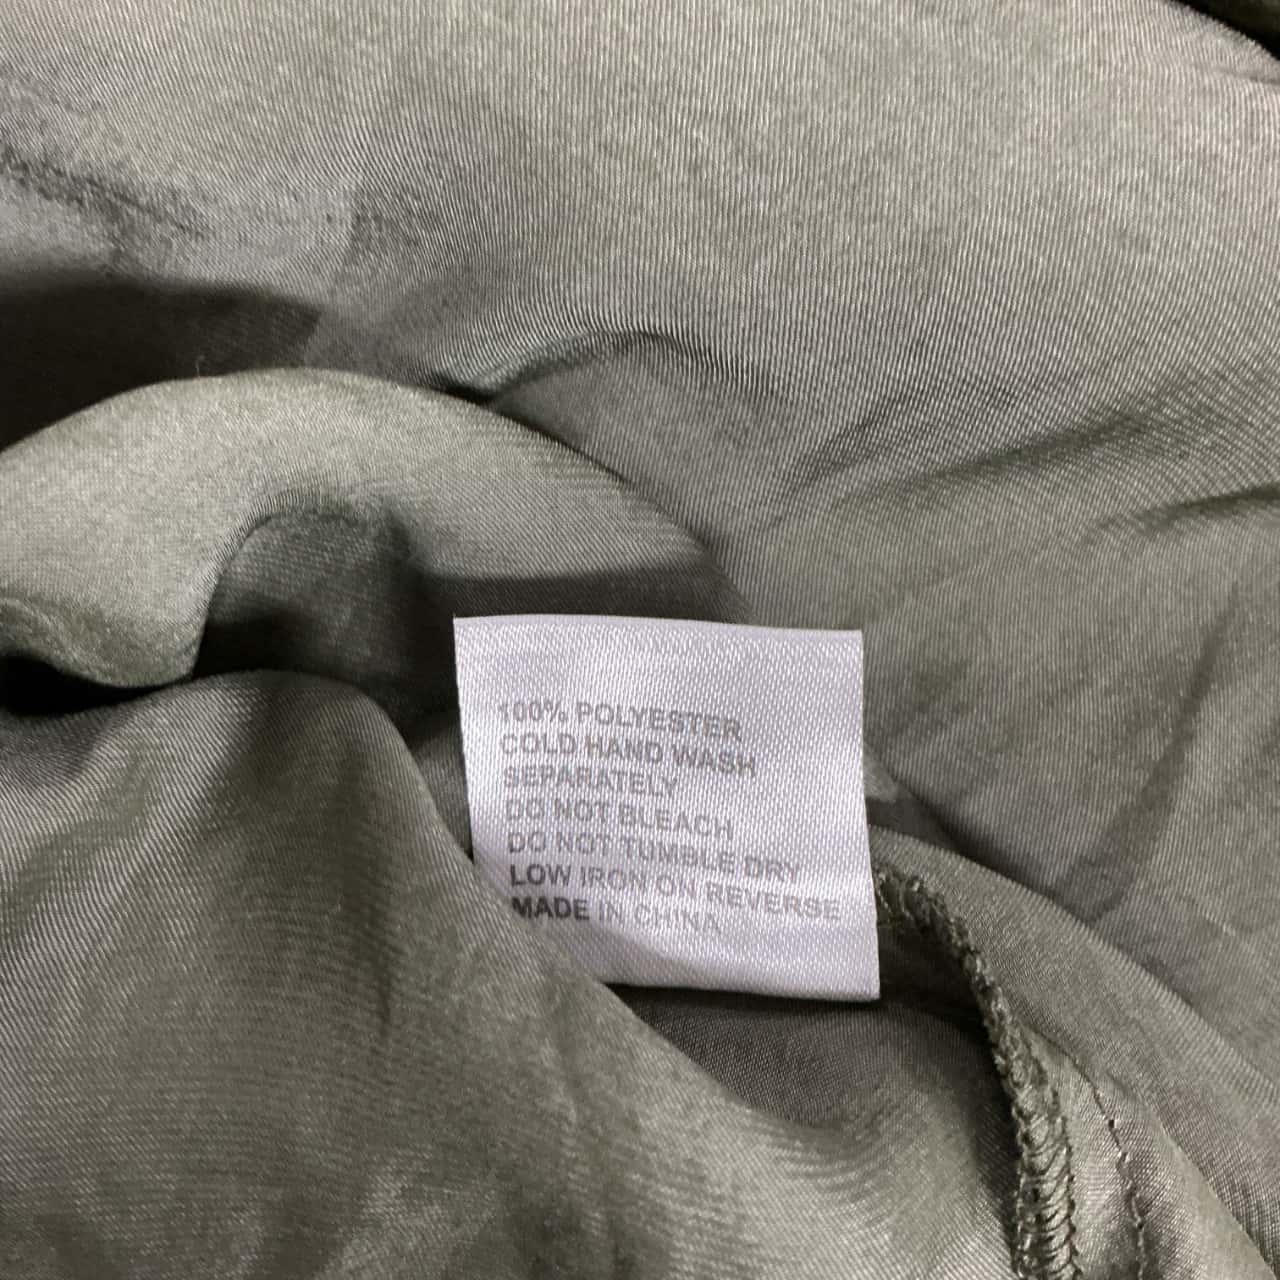 100% POLYESTER
COLD HAND WASH
SEPARATELY
DO NOT BLEACH
DO NOT TUMBLE DRY
LOW IRON ON REVERSE
MADE IN CHINA